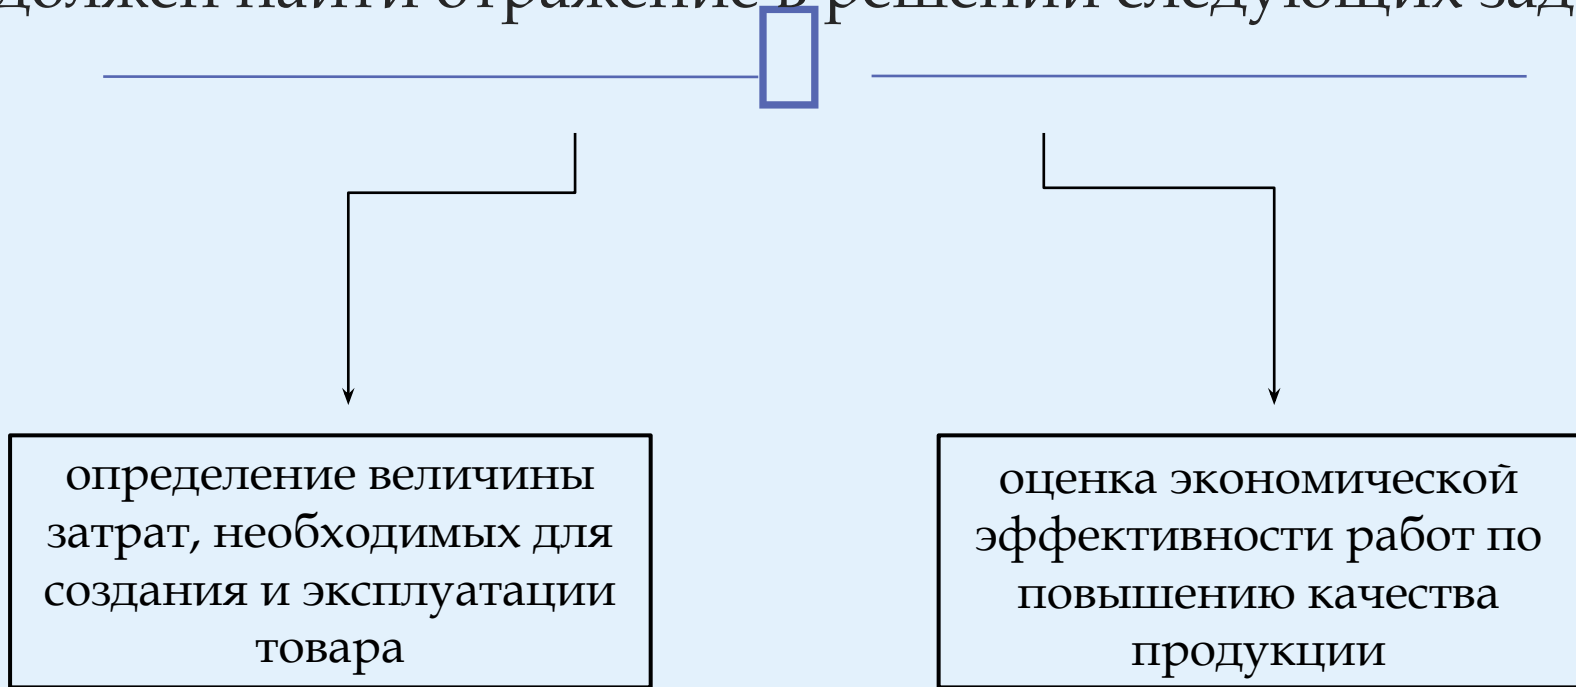 должен найти отражение в решении следующих зад
определение величины
затрат, необходимых для
создания и эксплуатации
товара
оценка экономической
эффективности работ по
повышению качества
продукции